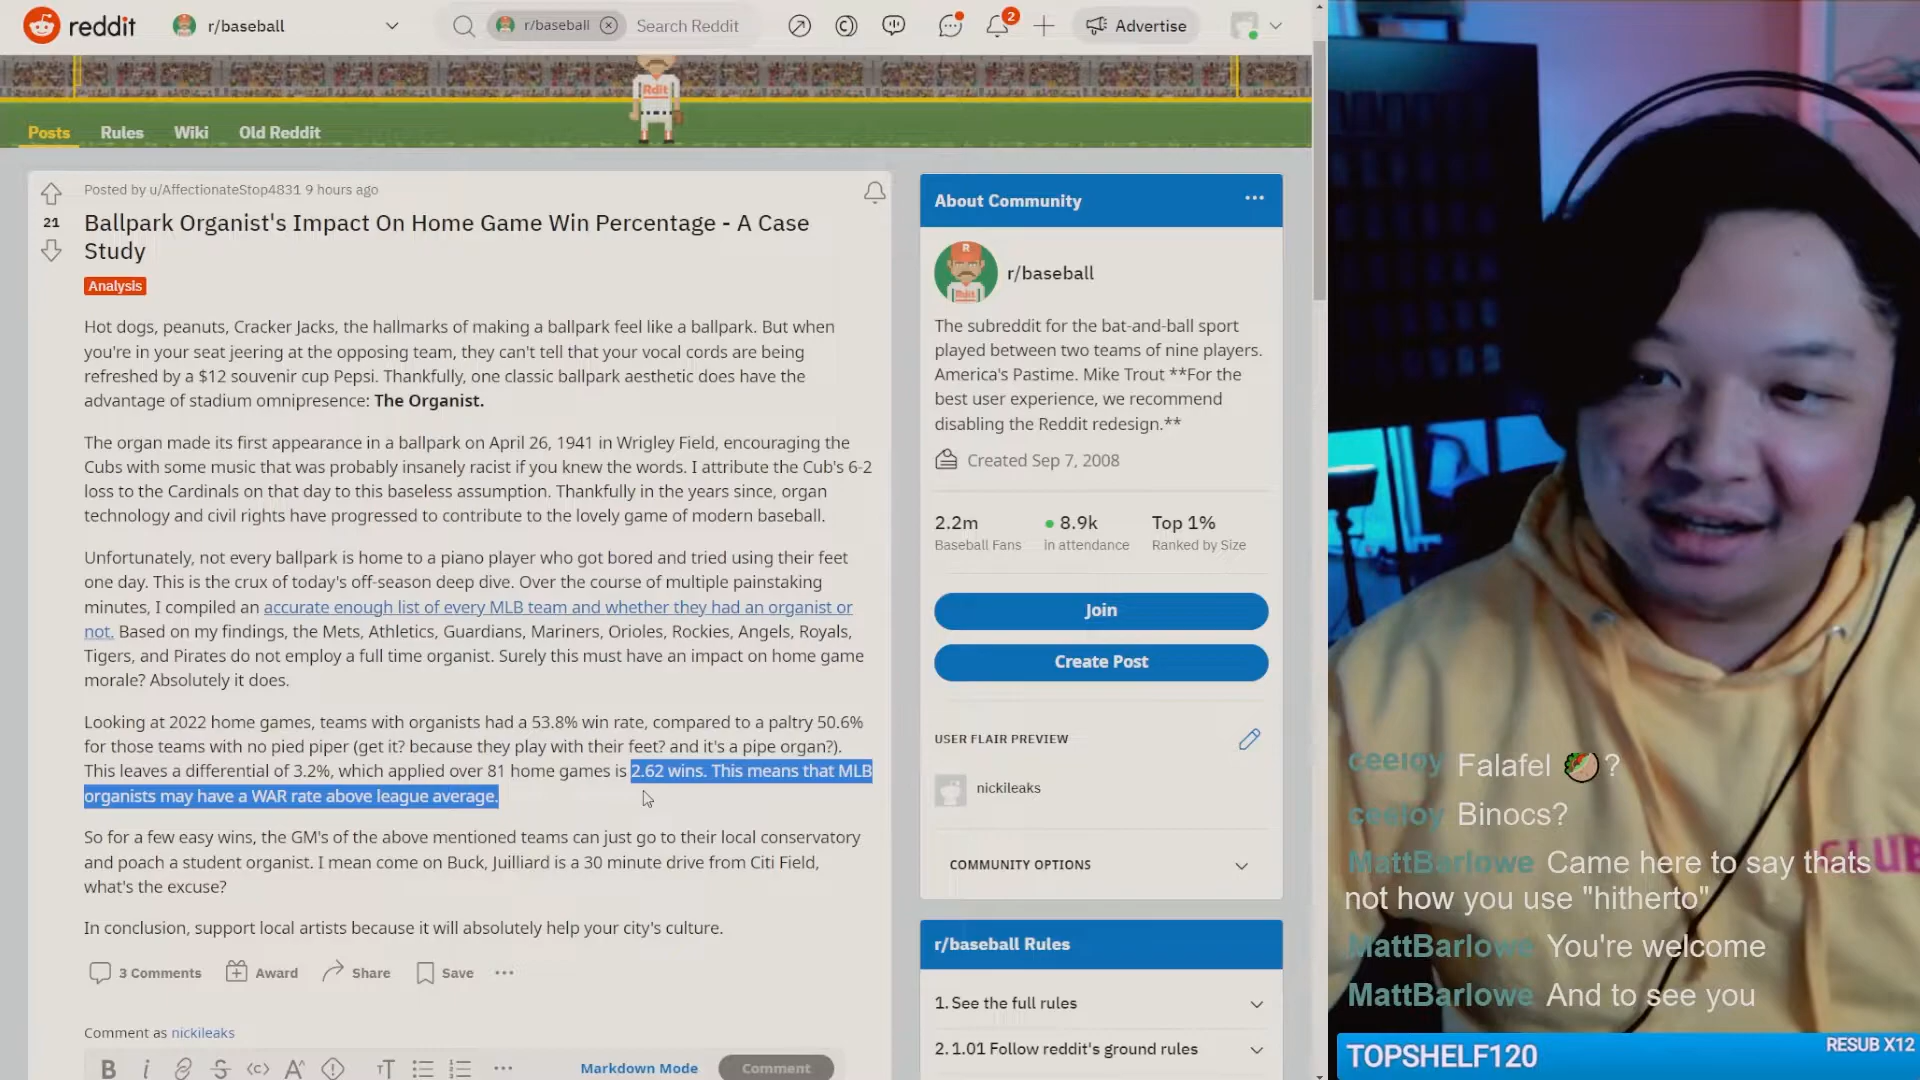 reddit
r/baseball
r/baseball
Search Reddit
2
Advertise
Rdit
Posts
Rules
Wiki
Old Reddit
Posted by u/AffectionateStop4831 9 hours ago
21
Ballpark Organist's Impact On Home Game Win Percentage - A Case
Study
Analysis
Hot dogs, peanuts, Cracker Jacks, the hallmarks of making a ballpark feel like a ballpark. But when
you're in your seat jeering at the opposing team, they can't tell that your vocal cords are being
refreshed by a $12 souvenir cup Pepsi. Thankfully, one classic ballpark aesthetic does have the
advantage of stadium omnipresence: The Organist.
The organ made its first appearance in a ballpark on April 26, 1941 in Wrigley Field, encouraging the
Cubs with some music that was probably insanely racist if you knew the words. I attribute the Cub's 6-2
loss to the Cardinals on that day to this baseless assumption. Thankfully in the years since, organ
technology and civil rights have progressed to contribute to the lovely game of modern baseball.
Unfortunately, not every ballpark is home to a piano player who got bored and tried using their feet
one day. This is the crux of today's off-season deep dive. Over the course of multiple painstaking
minutes, I compiled an accurate enough list of every MLB team and whether they had an organist or
not. Based on my findings, the Mets, Athletics, Guardians, Mariners, Orioles, Rockies, Angels, Royals,
Tigers, and Pirates do not employ a full time organist. Surely this must have an impact on home game
morale? Absolutely it does.
Looking at 2022 home games, teams with organists had a 53.8% win rate, compared to a paltry 50.6%
for those teams with no pied piper (get it? because they play with their feet? and it's a pipe organ?).
This leaves a differential of 3.2%, which applied over 81 home games is 2.62 wins. This means that MLB
organists may have a WAR rate above league average.
So for a few easy wins, the GM's of the above mentioned teams can just go to their local conservatory
and poach a student organist. I mean come on Buck, Juilliard is a 30 minute drive from Citi Field,
what's the excuse?
In conclusion, support local artists because it will absolutely help your city's culture.
3 Comments
Award
Share
Save
Comment as nickileaks
Markdown Mode
Comment
About Community
R
Rdit
r/baseball
The subreddit for the bat-and-ball sport
played between two teams of nine players.
America's Pastime. Mike Trout **For the
best user experience, we recommend
disabling the Reddit redesign.**
Created Sep 7, 2008
2.2m
Baseball Fans
8.9k
In attendance
Top 1%
Ranked by Size
Join
Create Post
USER FLAIR PREVIEW
nickileaks
COMMUNITY OPTIONS
r/baseball Rules
1. See the full rules
2. 1.01 Follow reddit's ground rules
CLUB
ceeloy Falafel ?
ceeloy Binocs?
MattBarlowe Came here to say thats
not how you use "hitherto"
MattBarlowe You're welcome
MattBarlowe And to see you
TOPSHELF120
RESUB X12